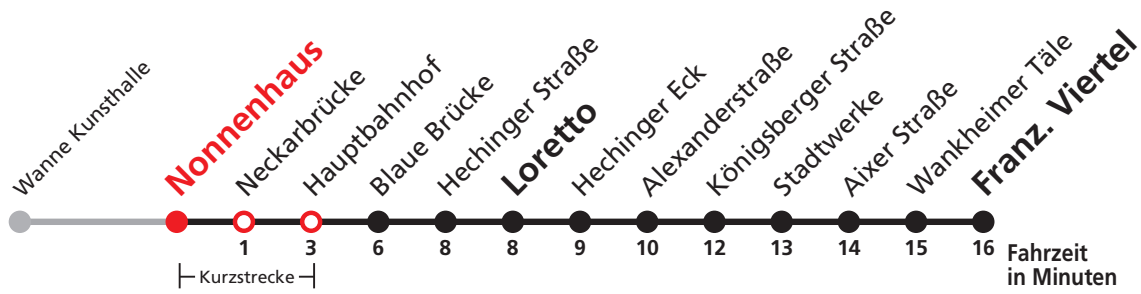 Wanne Kunsthalle
Nonnenhaus
Neckarbrücke
Hauptbahnhof
Blaue Brücke
Hechinger Straße
Loretto
Hechinger Eck
Alexanderstraße
Königsberger Straße
Stadtwerke
Aixer Straße
Wankheimer Täle
Franz. Viertel
1 3 6 8 8 9 10 12 13 14 15 16
Fahrzeit
in Minuten
Kurzstrecke